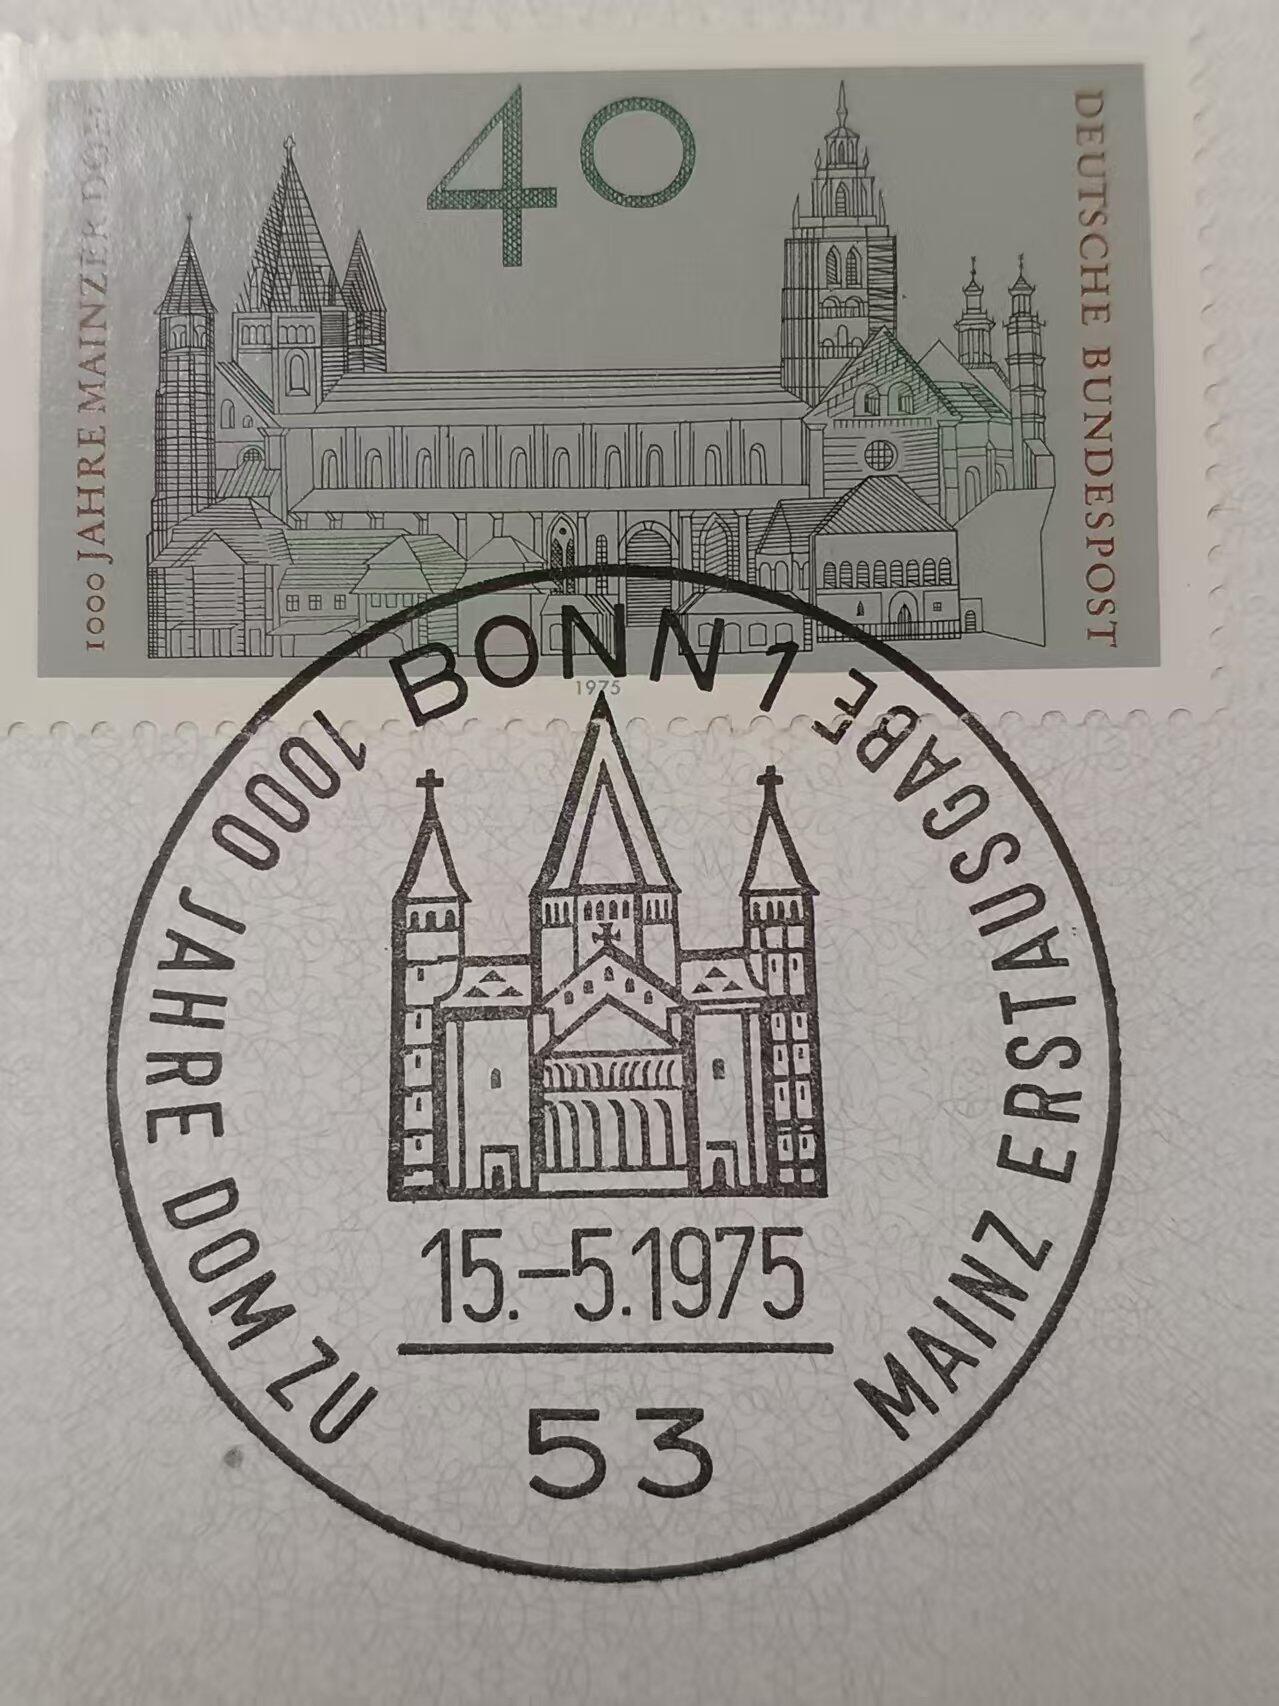 40
1000 JAHRE MAINZER DOM
DEUTSCHE BUNDESPOST
1975
BONN 1
1000 JAHRE DOM ZU
MAINZ ERSTAUSGABE
15.-5.1975
53